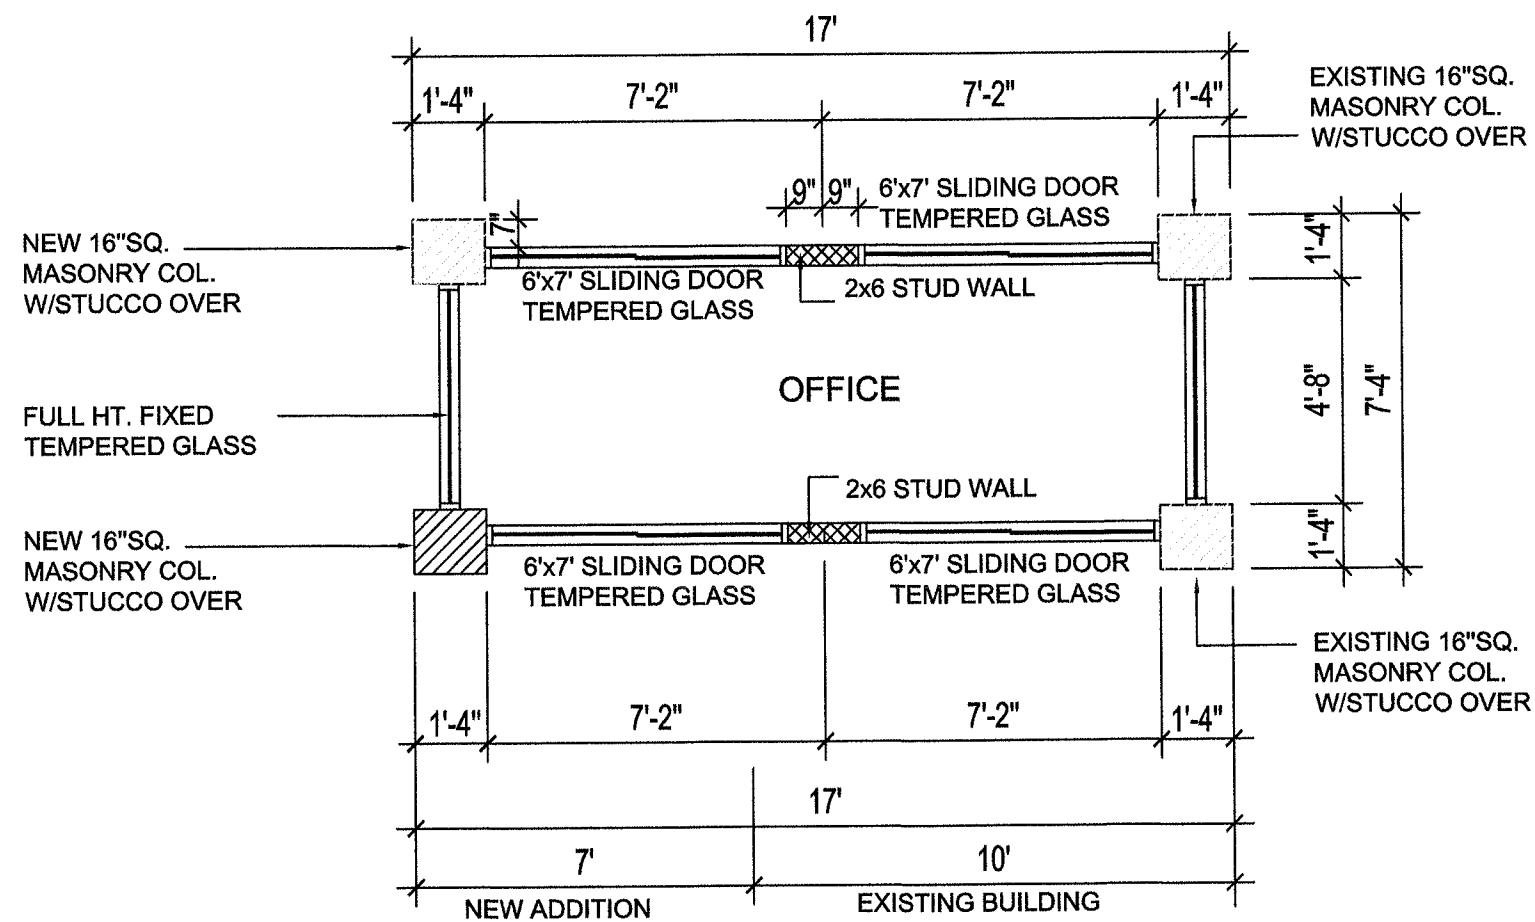 17'
1'-4"
7'-2"
7'-2"
1'-4"
EXISTING 16"SQ.
MASONRY COL.
W/STUCCO OVER
9"
9"
6'x7' SLIDING DOOR
TEMPERED GLASS
7"
NEW 16"SQ.
MASONRY COL.
W/STUCCO OVER
6'x7' SLIDING DOOR
TEMPERED GLASS
2x6 STUD WALL
1'-4"
OFFICE
4'-8"
7'-4"
FULL HT. FIXED
TEMPERED GLASS
2x6 STUD WALL
NEW 16"SQ.
MASONRY COL.
W/STUCCO OVER
6'x7' SLIDING DOOR
TEMPERED GLASS
6'x7' SLIDING DOOR
TEMPERED GLASS
1'-4"
EXISTING 16"SQ.
MASONRY COL.
W/STUCCO OVER
1'-4"
7'-2"
7'-2"
1'-4"
17'
7'
10'
NEW ADDITION
EXISTING BUILDING